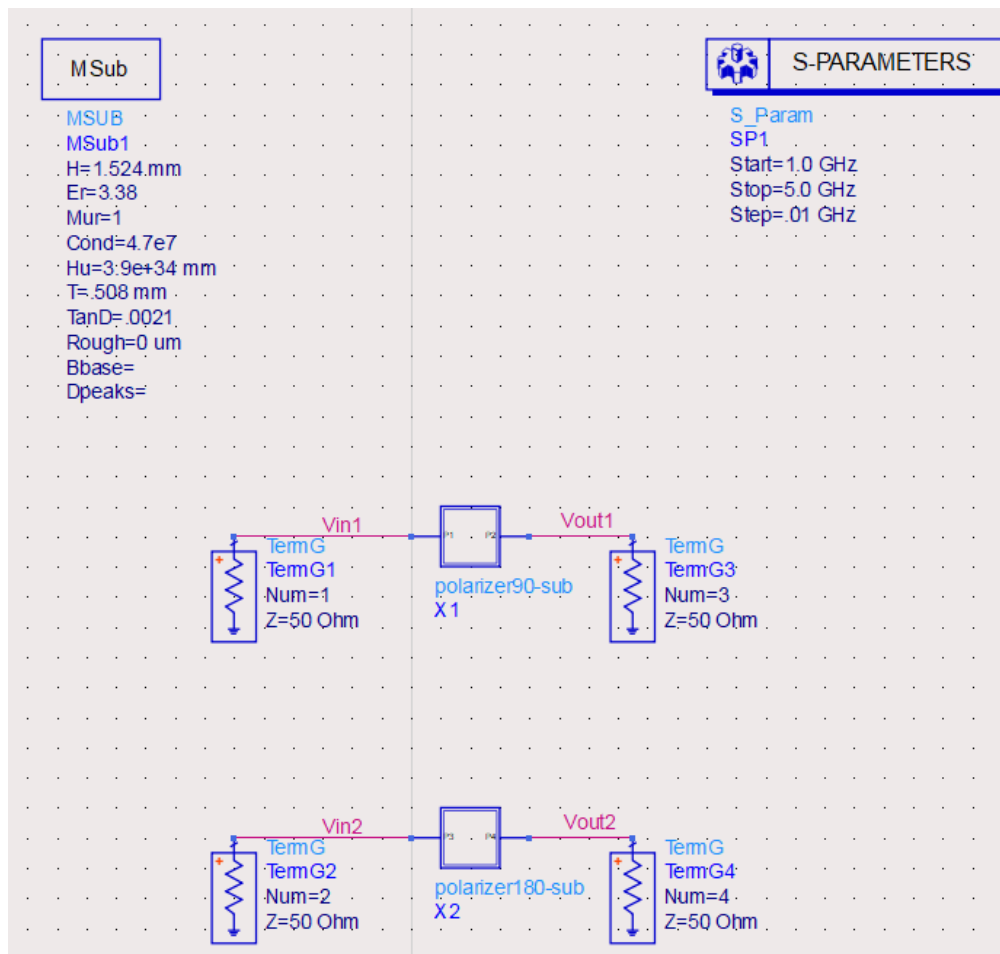 MSub
MSUB
MSub1
H=1.524 mm
Er=3.38
Mur=1
Cond=4.7e7
Hu=3.9e+34 mm
T=.508 mm
TanD=.0021
Rough=0 um
Bbase=
Dpeaks=
S-PARAMETERS
S_Param
SP1
Start=1.0 GHz
Stop=5.0 GHz
Step=.01 GHz
Vin1
P1
P2
Vout1
+
TermG
TermG1
Num=1
Z=50 Ohm
polarizer90-sub
X1
+
TermG
TermG3
Num=3
Z=50 Ohm
Vin2
P3
P4
Vout2
+
TermG
TermG2
Num=2
Z=50 Ohm
polarizer180-sub
X2
+
TermG
TermG4
Num=4
Z=50 Ohm